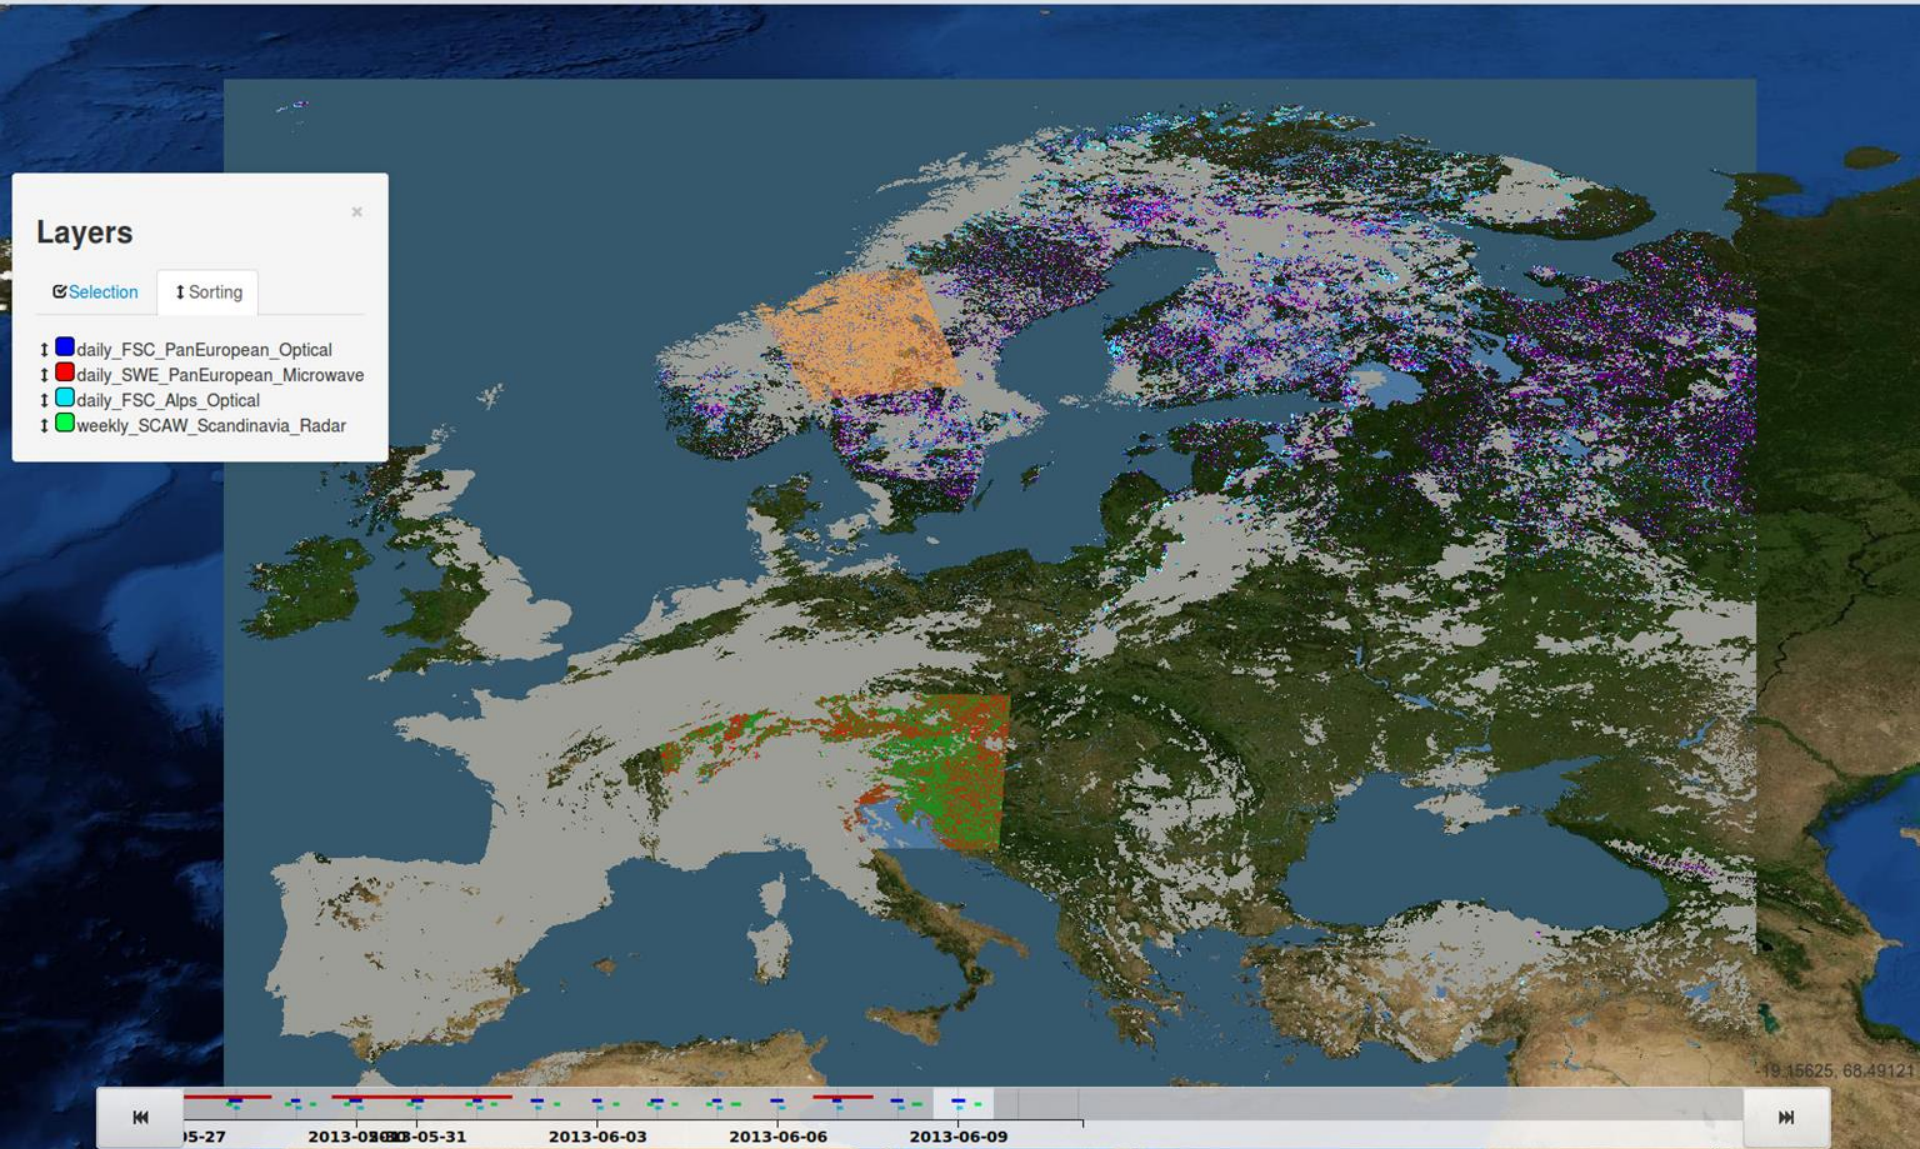 Layers
×
Selection
Sorting
daily_FSC_PanEuropean_Optical
daily_SWE_PanEuropean_Microwave
daily_FSC_Alps_Optical
weekly_SCAW_Scandinavia_Radar
-19.15625, 68.49121
05-27 2013-05-31 2013-06-03 2013-06-06 2013-06-09